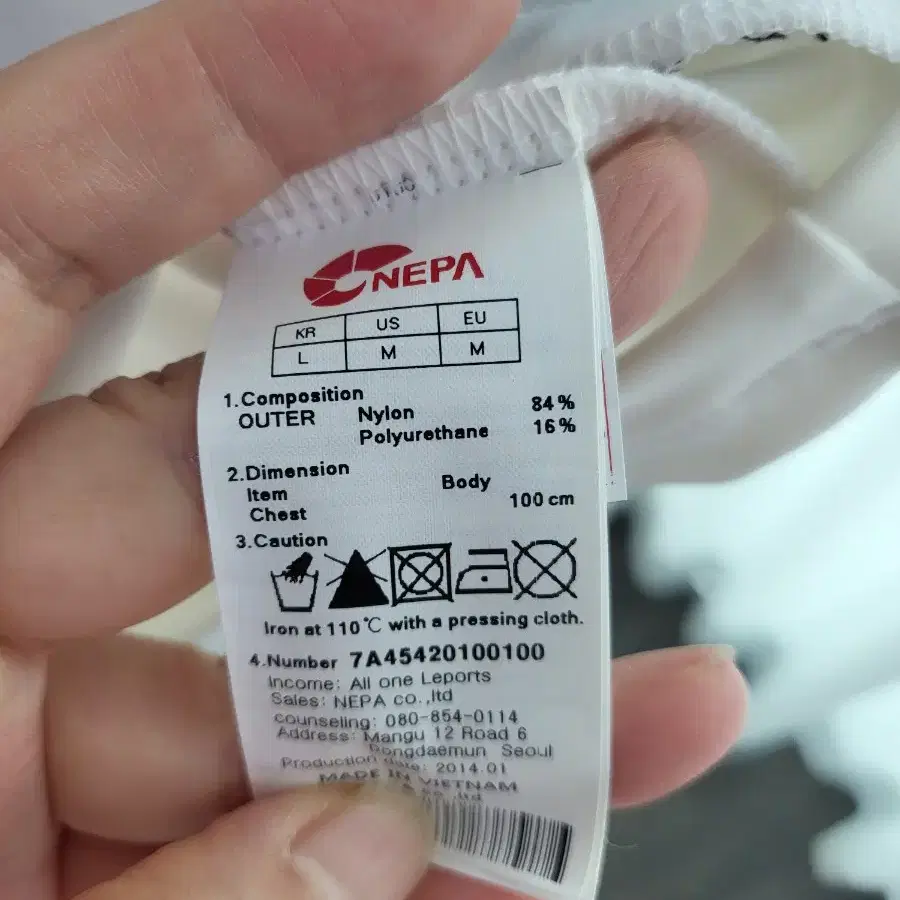 NEPA
KR US EU
L M M
1.Composition
OUTER Nylon 84%
Polyurethane 16%
2.Dimension
Item Body
Chest 100 cm
3.Caution
Iron at 110℃ with a pressing cloth.
4.Number 7A45420100100
Income: All one Leports
Sales: NEPA co.,ltd
counseling: 080-854-0114
Address: Mangu 12 Road 6
Dongdaemun Seoul
Production date: 2014.01
MADE IN VIETNAM
co.,ltd